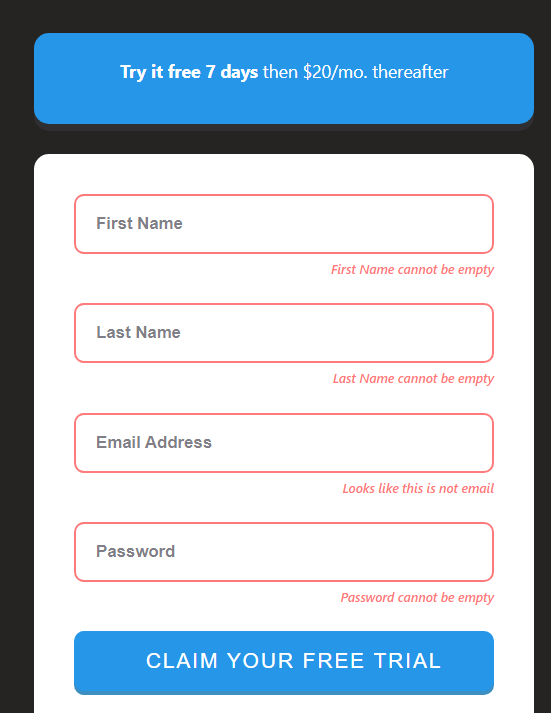 Try it free 7 days then $20/mo. thereafter
First Name
First Name cannot be empty
Last Name
Last Name cannot be empty
Email Address
Looks like this is not email
Password
Password cannot be empty
CLAIM YOUR FREE TRIAL